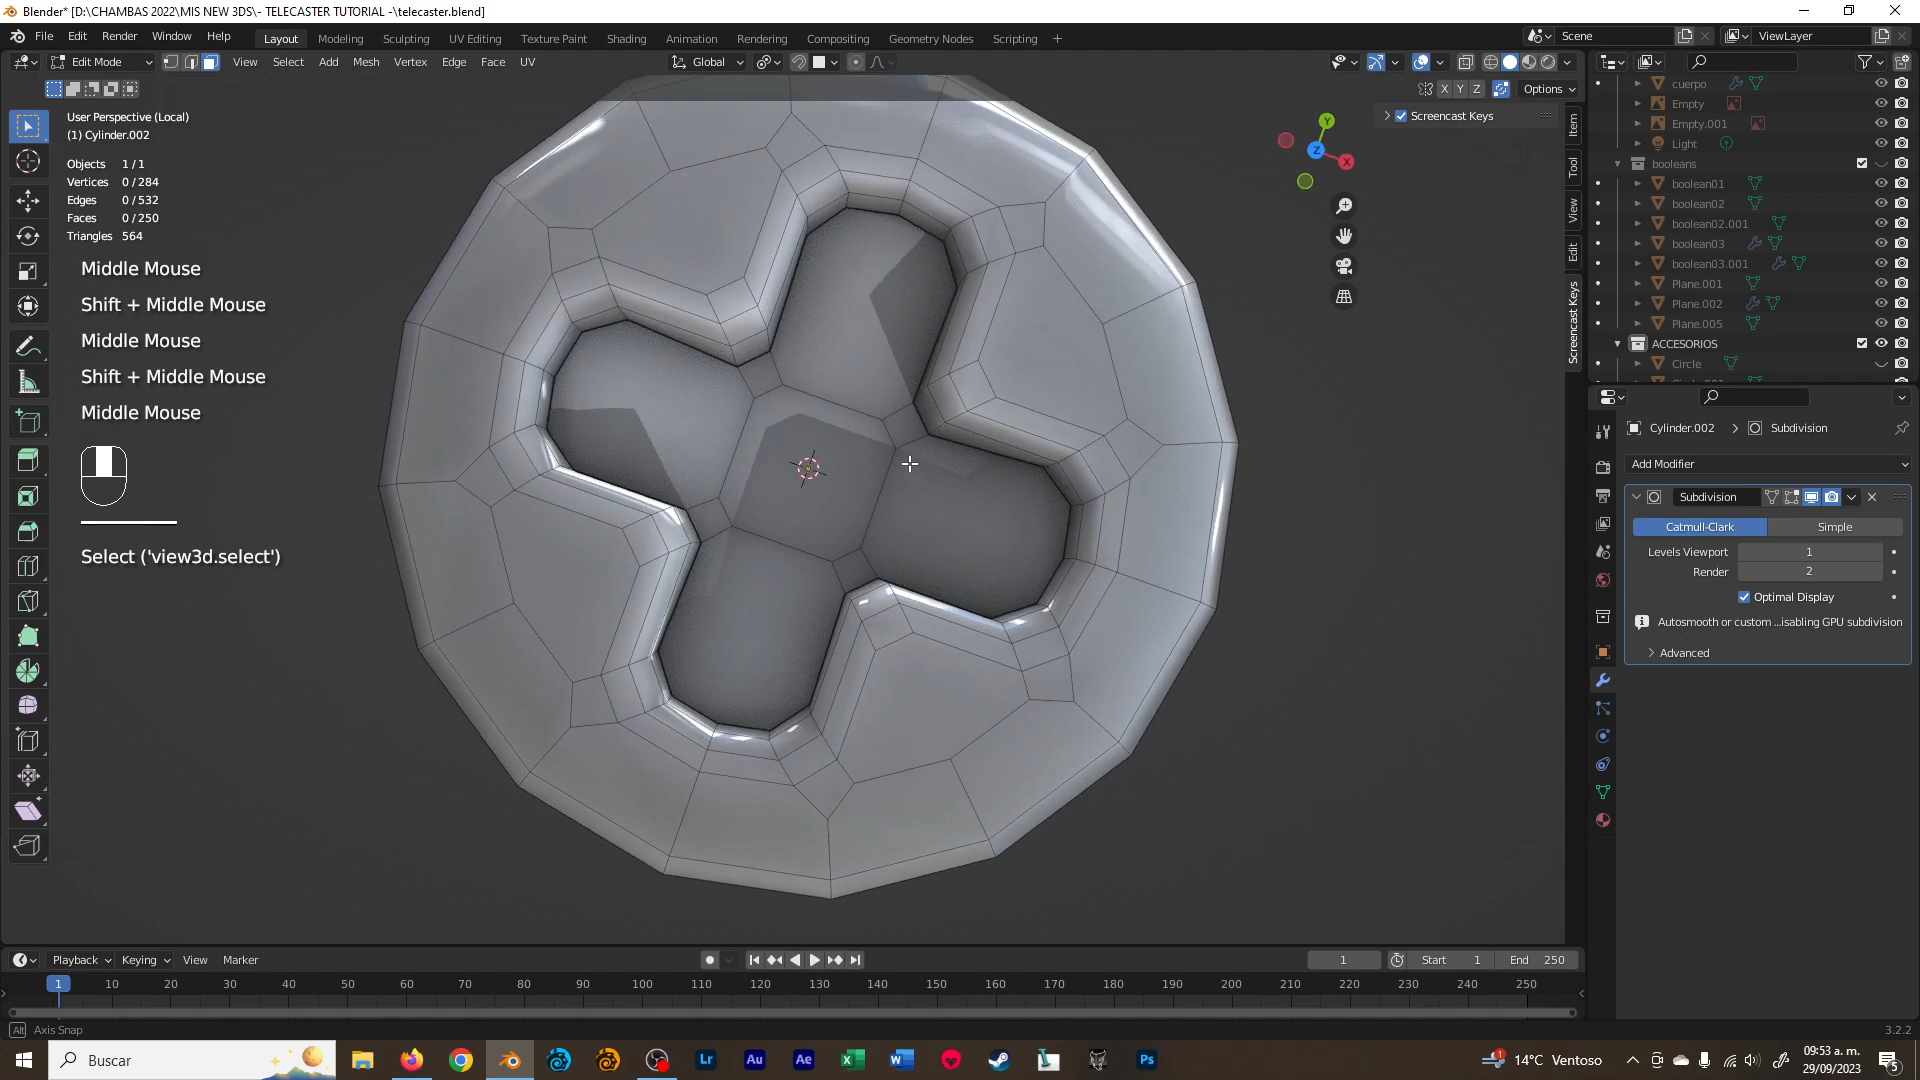 Blender* [D:\CHAMBAS 2022\MIS NEW 3DS\- TELECASTER TUTORIAL -\telecaster.blend]
File Edit Render Window Help Layout Modeling Sculpting UV Editing Texture Paint Shading Animation Rendering Compositing Geometry Nodes Scripting + Scene ViewLayer
Edit Mode View Select Add Mesh Vertex Edge Face UV Global
X Y Z Options
User Perspective (Local)
(1) Cylinder.002
Objects 1 / 1
Vertices 0 / 284
Edges 0 / 532
Faces 0 / 250
Triangles 564
Middle Mouse
Shift + Middle Mouse
Middle Mouse
Shift + Middle Mouse
Middle Mouse
Select ('view3d.select')
Y
Z
X
Screencast Keys
Item
Tool
View
Edit
Screencast Keys
cuerpo
Empty
Empty.001
Light
booleans
boolean01
boolean02
boolean02.001
boolean03
boolean03.001
Plane.001
Plane.002
Plane.005
ACCESORIOS
Circle
Cylinder.002 > Subdivision
Add Modifier
Subdivision
Catmull-Clark Simple
Levels Viewport 1
Render 2
Optimal Display
Autosmooth or custom ...isabling GPU subdivision
Advanced
Playback Keying View Marker 1 Start 1 End 250
1 10 20 30 40 50 60 70 80 90 100 110 120 130 140 150 160 170 180 190 200 210 220 230 240 250
Alt Axis Snap 3.2.2
Buscar Lr Au Ae Ps 1 14°C Ventoso
09:53 a. m.
29/09/2023
5